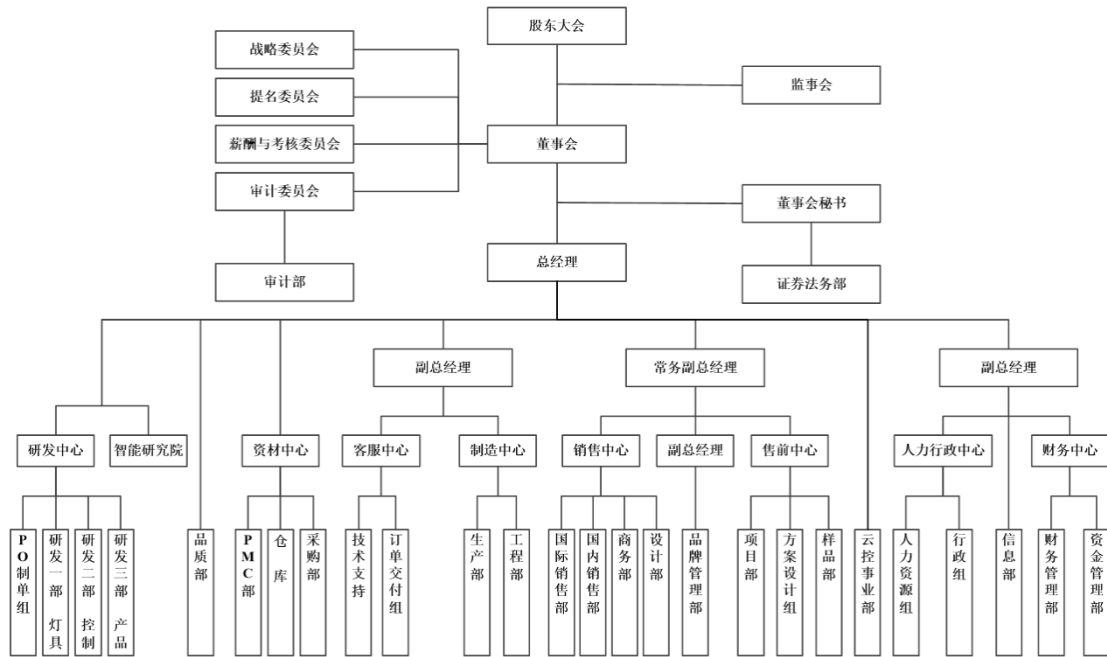 股东大会
战略委员会
监事会
提名委员会
薪酬与考核委员会
董事会
审计委员会
董事会秘书
总经理
审计部
证券法务部
副总经理
常务副总经理
副总经理
研发中心
智能研究院
资材中心
客服中心
制造中心
销售中心
副总经理
售前中心
人力行政中心
财务中心
PO制单组
研发一部 灯具
研发二部 控制
研发三部 产品
品质部
PMC部
仓库
采购部
技术支持
订单交付组
生产部
工程部
国际销售部
国内销售部
商务部
设计部
品牌管理部
项目部
方案设计组
样品部
云控事业部
人力资源组
行政组
信息部
财务管理部
资金管理部